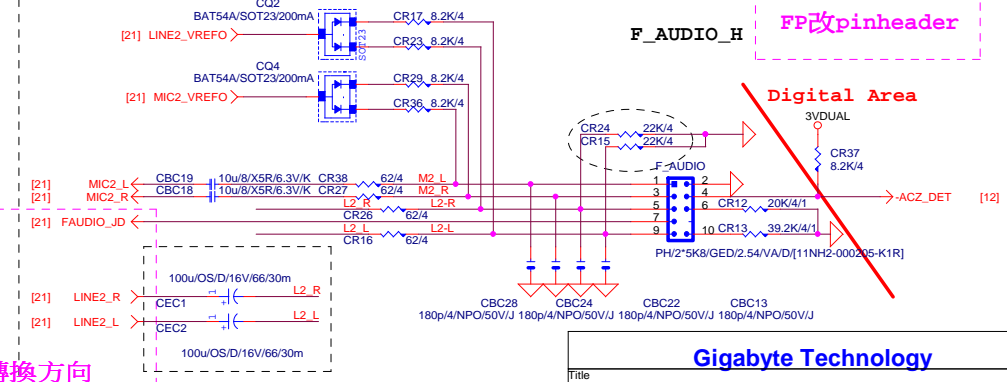 CQ2
BAT54A/SOT23/200mA
[21] LINE2_VREFO
SOT23
CR17 8.2K/4
CR23 8.2K/4
F_AUDIO_H
FP改pinheader
CQ4
BAT54A/SOT23/200mA
[21] MIC2_VREFO
CR29 8.2K/4
CR36 8.2K/4
Digital Area
3VDUAL
CR24 22K/4
CR15 22K/4
CR37
8.2K/4
F_AUDIO
[21] MIC2_L CBC19 10u/8/X5R/6.3V/K CR38 62/4 M2_L 1 2
[21] MIC2_R CBC18 10u/8/X5R/6.3V/K CR27 62/4 M2_R 3 4 -ACZ_DET [12]
L2_R L2-R 5 6 CR12 20K/4/1
[21] FAUDIO_JD CR26 62/4 7
L2_L L2-L 9 10 CR13 39.2K/4/1
CR16 62/4
PH/2*5K8/GED/2.54/VA/D/[11NH2-000205-K1R]
100u/OS/D/16V/66/30m
[21] LINE2_R 1 + L2_R
CEC1
[21] LINE2_L 1 + L2_L
CEC2
100u/OS/D/16V/66/30m
CBC28 CBC24 CBC22 CBC13
180p/4/NPO/50V/J 180p/4/NPO/50V/J 180p/4/NPO/50V/J 180p/4/NPO/50V/J
Gigabyte Technology
Title
轉換方向